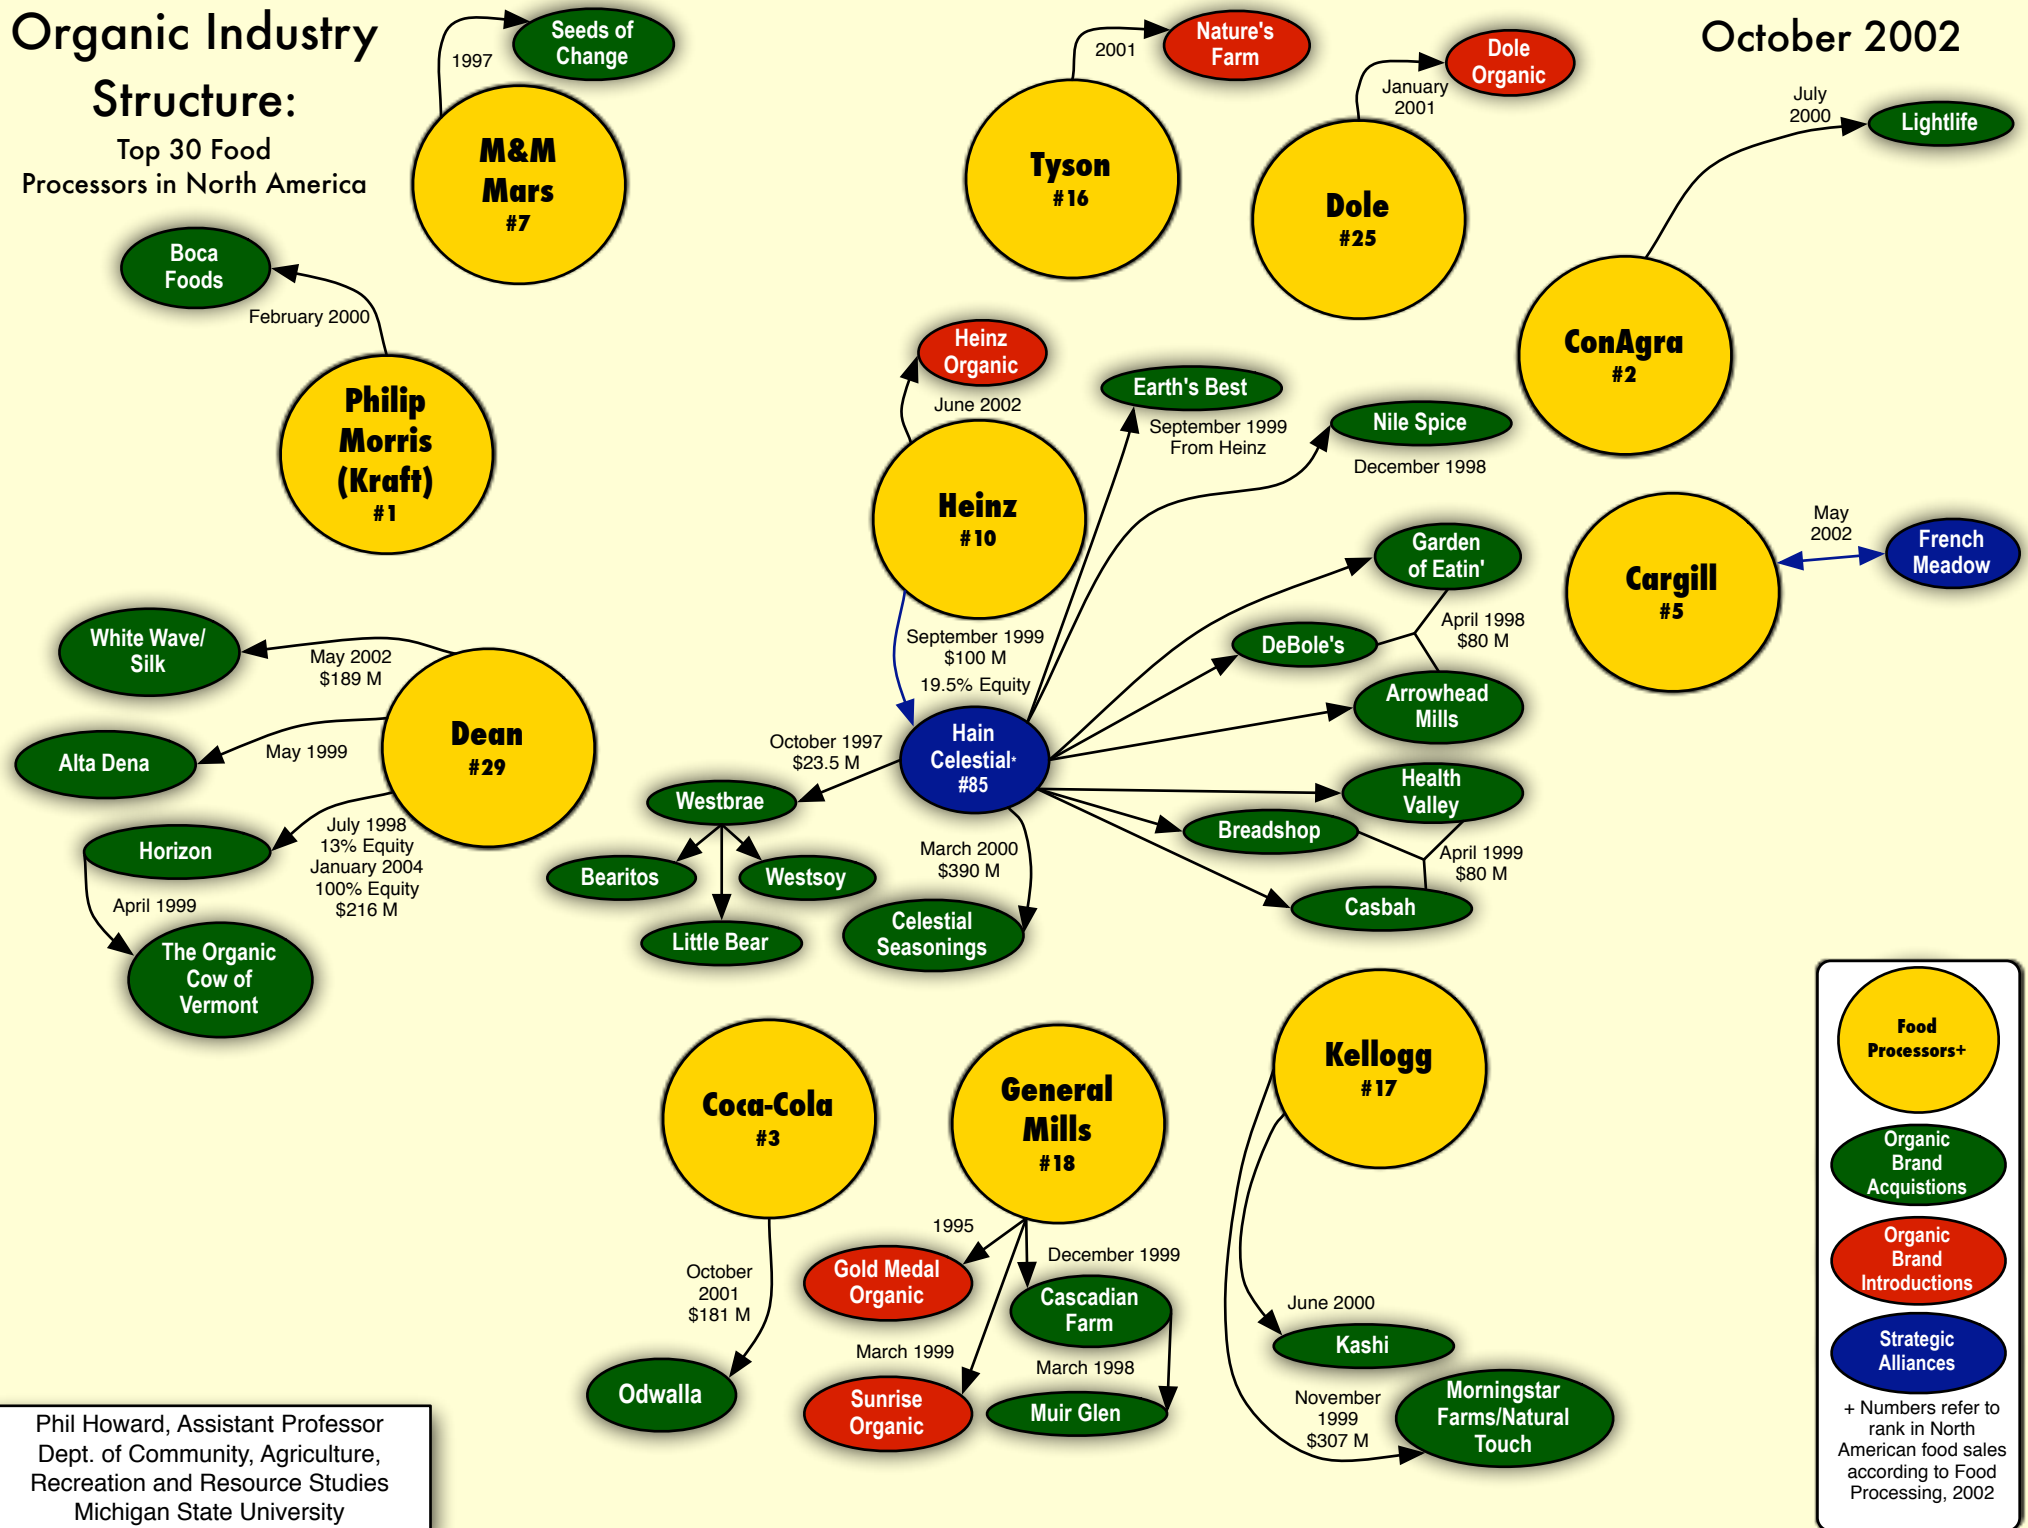 Organic Industry
Structure:
Top 30 Food
Processors in North America
October 2002
1997
Seeds of
Change
M&M
Mars
#7
2001
Nature's
Farm
Tyson
#16
January
2001
Dole
Organic
Dole
#25
July
2000
Lightlife
ConAgra
#2
Boca
Foods
February 2000
Philip
Morris
(Kraft)
#1
Heinz
Organic
June 2002
Heinz
#10
Earth's Best
September 1999
From Heinz
Nile Spice
December 1998
Cargill
#5
May
2002
French
Meadow
Garden
of Eatin'
DeBole's
April 1998
$80 M
Arrowhead
Mills
September 1999
$100 M
19.5% Equity
Hain
Celestial*
#85
White Wave/
Silk
May 2002
$189 M
Dean
#29
Alta Dena
May 1999
Horizon
July 1998
13% Equity
January 2004
100% Equity
$216 M
April 1999
The Organic
Cow of
Vermont
October 1997
$23.5 M
Westbrae
Bearitos
Westsoy
Little Bear
March 2000
$390 M
Celestial
Seasonings
Health
Valley
Breadshop
April 1999
$80 M
Casbah
Coca-Cola
#3
October
2001
$181 M
Odwalla
General
Mills
#18
1995
Gold Medal
Organic
December 1999
Cascadian
Farm
March 1999
Sunrise
Organic
March 1998
Muir Glen
Kellogg
#17
June 2000
Kashi
November
1999
$307 M
Morningstar
Farms/Natural
Touch
Food
Processors+
Organic
Brand
Acquistions
Organic
Brand
Introductions
Strategic
Alliances
+ Numbers refer to
rank in North
American food sales
according to Food
Processing, 2002
Phil Howard, Assistant Professor
Dept. of Community, Agriculture,
Recreation and Resource Studies
Michigan State University